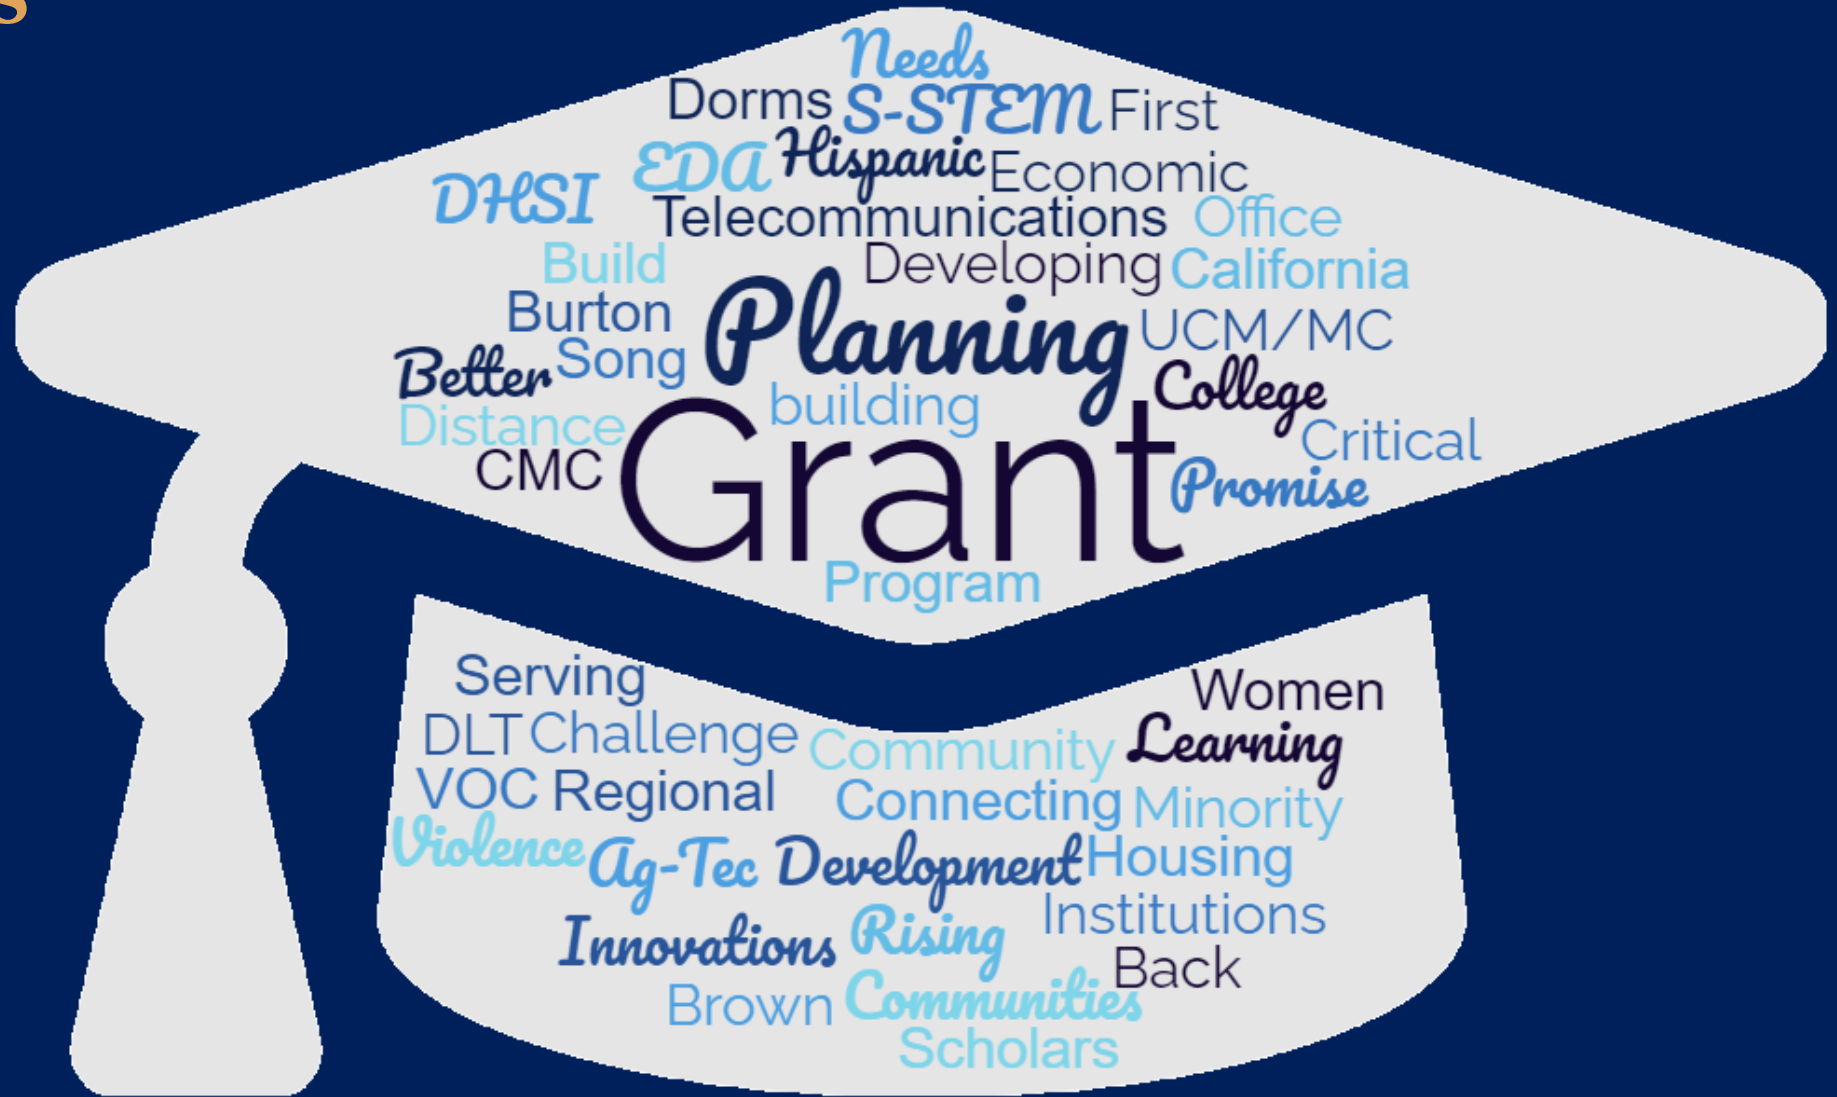 s
Needs
Dorms S-STEM First
EDA Hispanic Economic
DHSI Telecommunications Office
Build Developing California
Burton Planning UCM/MC
Better Song College
Distance building Critical
CMC Grant Promise
Program
Serving Women
DLT Challenge Community Learning
VOC Regional Connecting Minority
Violence Ag-Tec Development Housing
Innovations Rising Institutions
Back
Brown Communities
Scholars